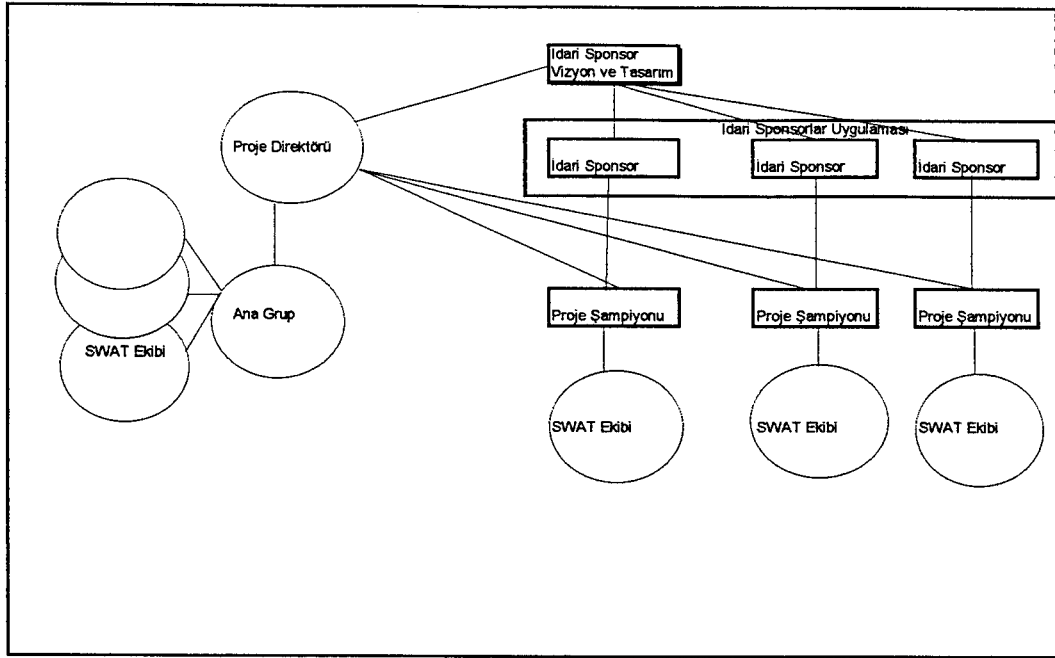 İdari Sponsor
Vizyon ve Tasarım
İdari Sponsorlar Uygulaması
Proje Direktörü
İdari Sponsor
İdari Sponsor
İdari Sponsor
Ana Grup
Proje Şampiyonu
Proje Şampiyonu
Proje Şampiyonu
SWAT Ekibi
SWAT Ekibi
SWAT Ekibi
SWAT Ekibi